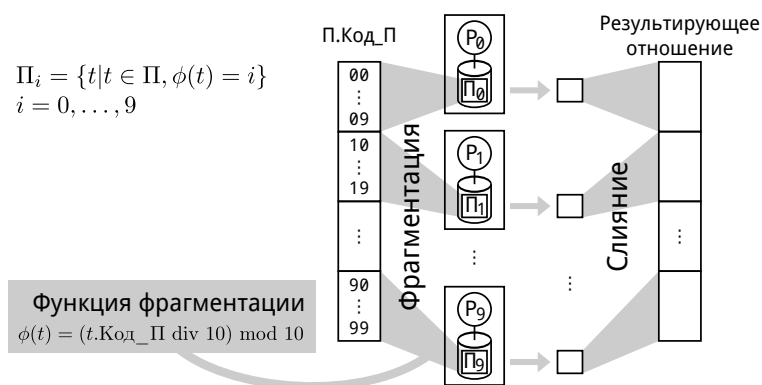 П.Код_П
Результирующее
отношение
Π_i = {t|t ∈ Π, ϕ(t) = i}
i = 0, . . . , 9
00
⋮
09
10
⋮
19
⋮
90
⋮
99
Фрагментация
P₀
П₀
P₁
П₁
⋮
P₉
П₉
⋮
Слияние
⋮
Функция фрагментации
ϕ(t) = (t.Код_П div 10) mod 10